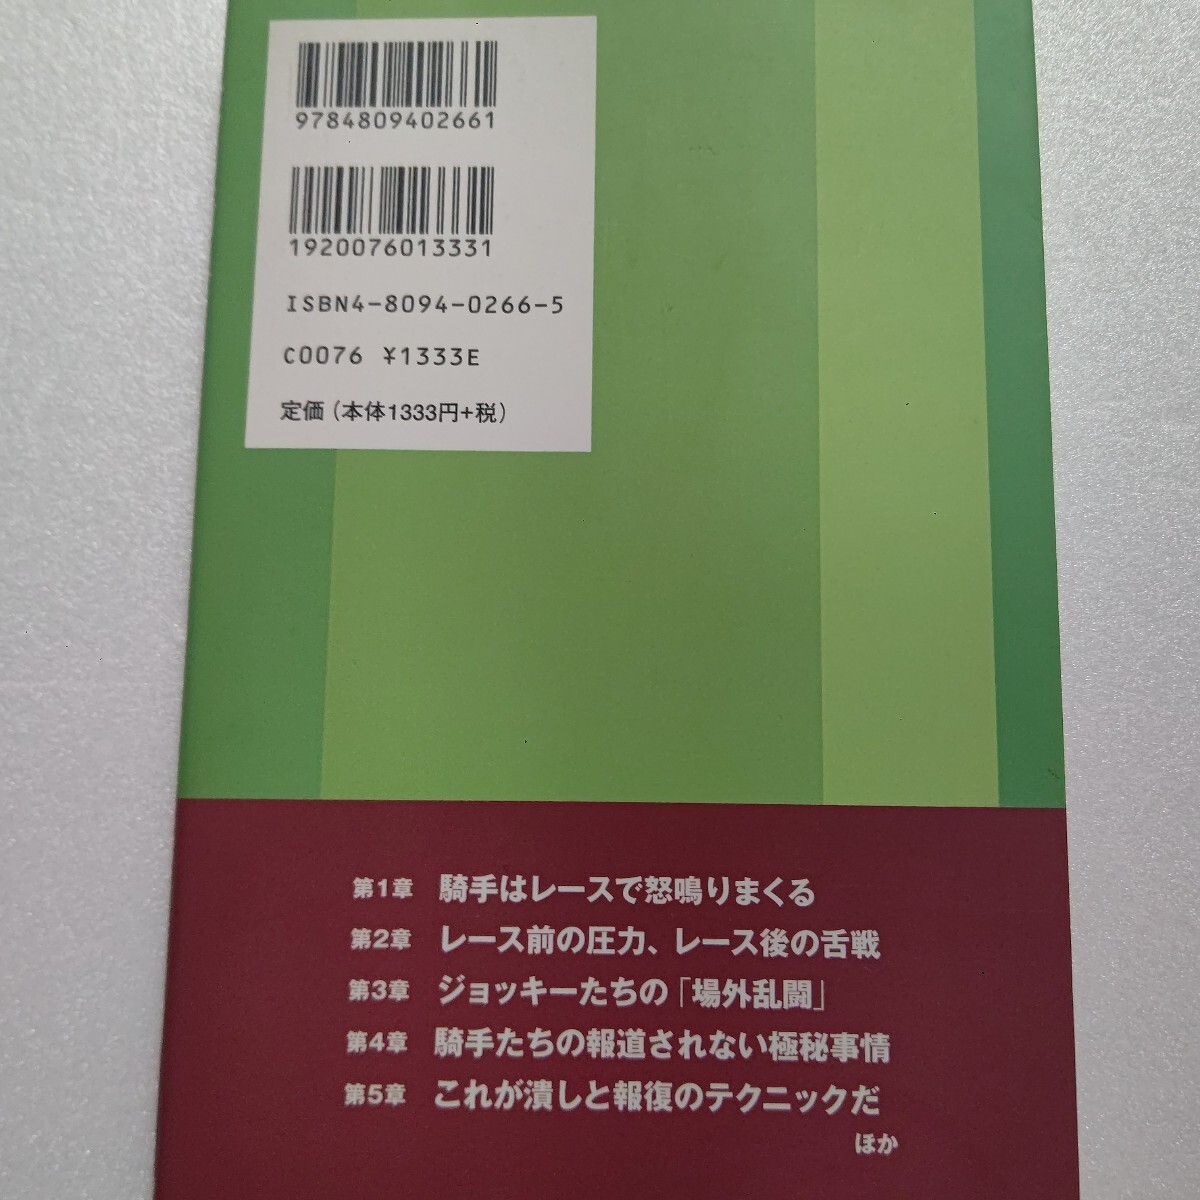 9784809402661
1920076013331
ISBN4-8094-0266-5
C0076 ¥1333E
定価（本体1333円+税）
第1章 騎手はレースで怒鳴りまくる
第2章 レース前の圧力、レース後の舌戦
第3章 ジョッキーたちの「場外乱闘」
第4章 騎手たちの報道されない極秘事情
第5章 これが潰しと報復のテクニックだ
ほか